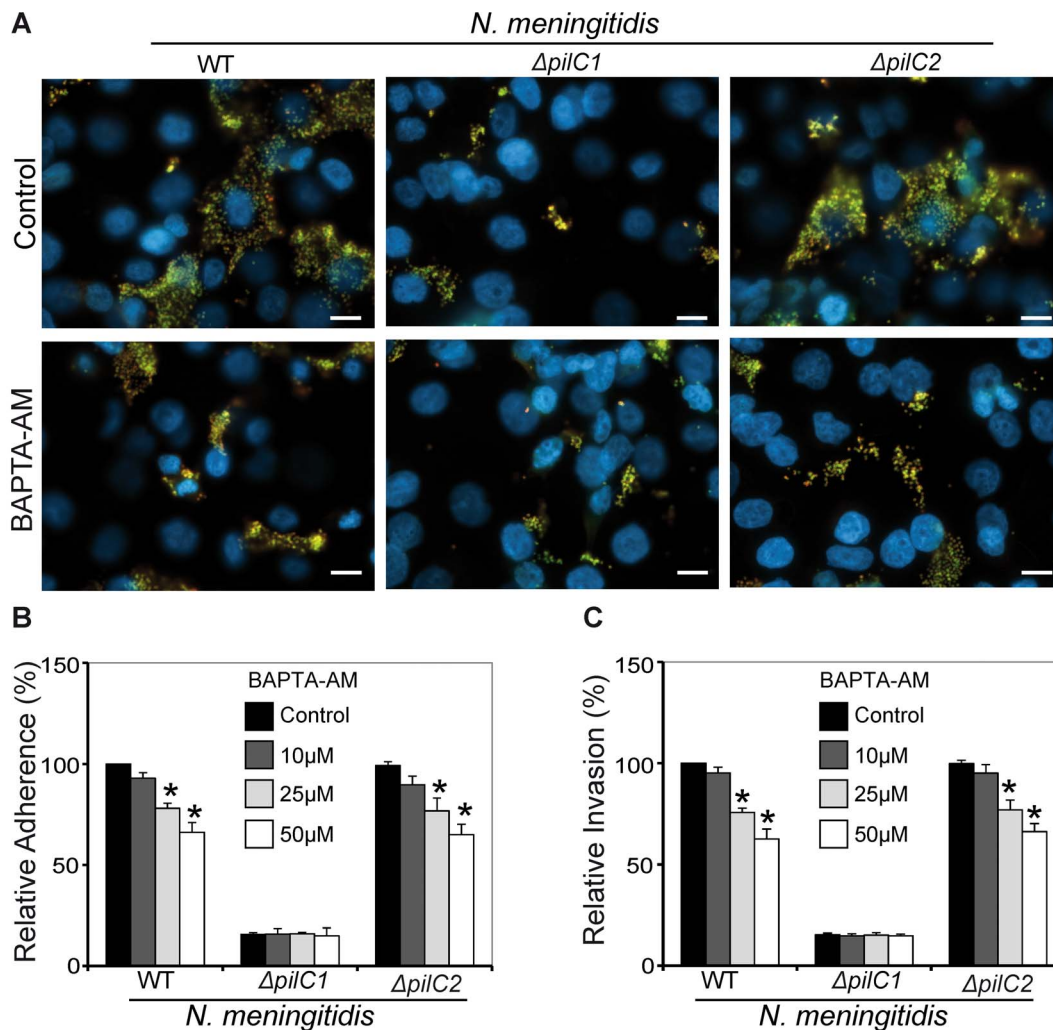 A
N. meningitidis
WT
ΔpilC1
ΔpilC2
Control
BAPTA-AM
B
Relative Adherence (%)
150
100
50
0
BAPTA-AM
Control
10µM
25µM
50µM
*
*
*
*
WT
ΔpilC1
ΔpilC2
N. meningitidis
C
Relative Invasion (%)
150
100
50
0
BAPTA-AM
Control
10µM
25µM
50µM
*
*
*
*
WT
ΔpilC1
ΔpilC2
N. meningitidis